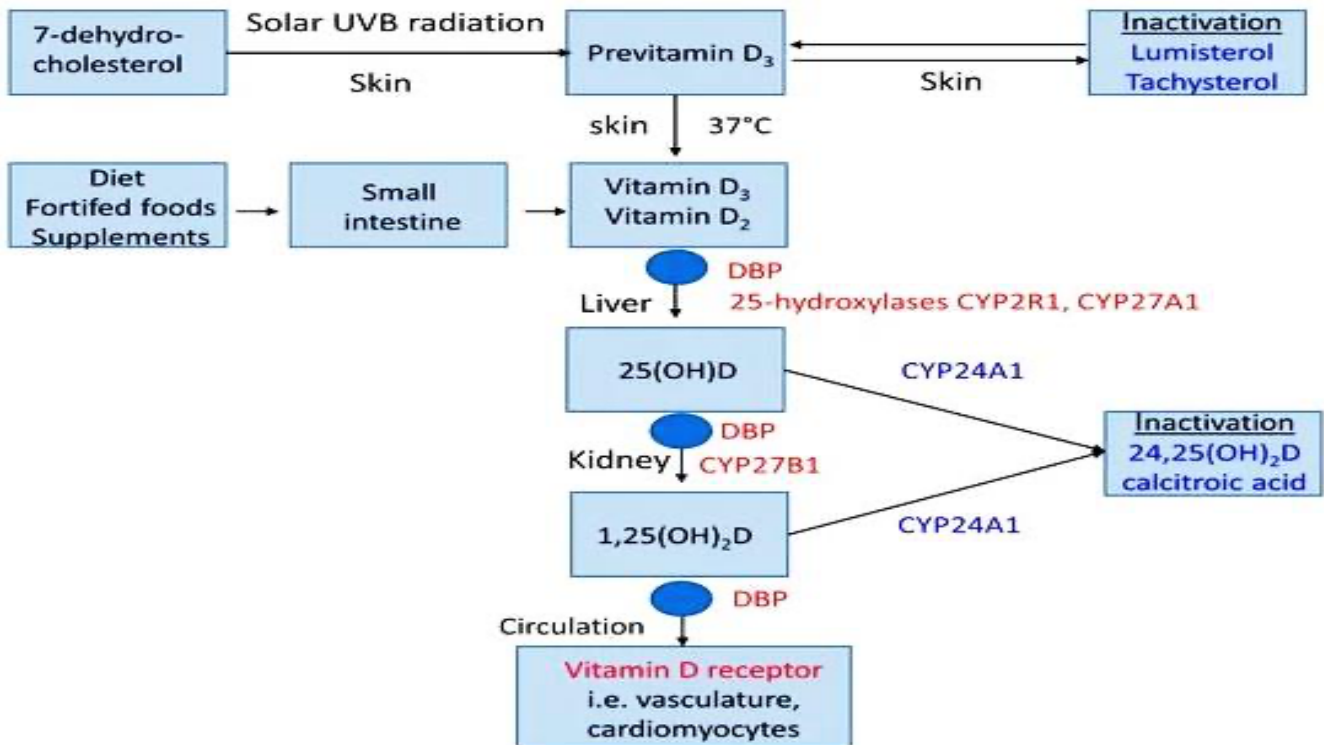 7-dehydro-
cholesterol
Solar UVB radiation
Skin
Previtamin D₃
Skin
Inactivation
Lumisterol
Tachysterol
skin
37°C
Diet
Fortifed foods
Supplements
Small
intestine
Vitamin D₃
Vitamin D₂
DBP
Liver
25-hydroxylases CYP2R1, CYP27A1
25(OH)D
CYP24A1
DBP
Kidney
CYP27B1
Inactivation
24,25(OH)₂D
calcitroic acid
1,25(OH)₂D
CYP24A1
DBP
Circulation
Vitamin D receptor
i.e. vasculature,
cardiomyocytes